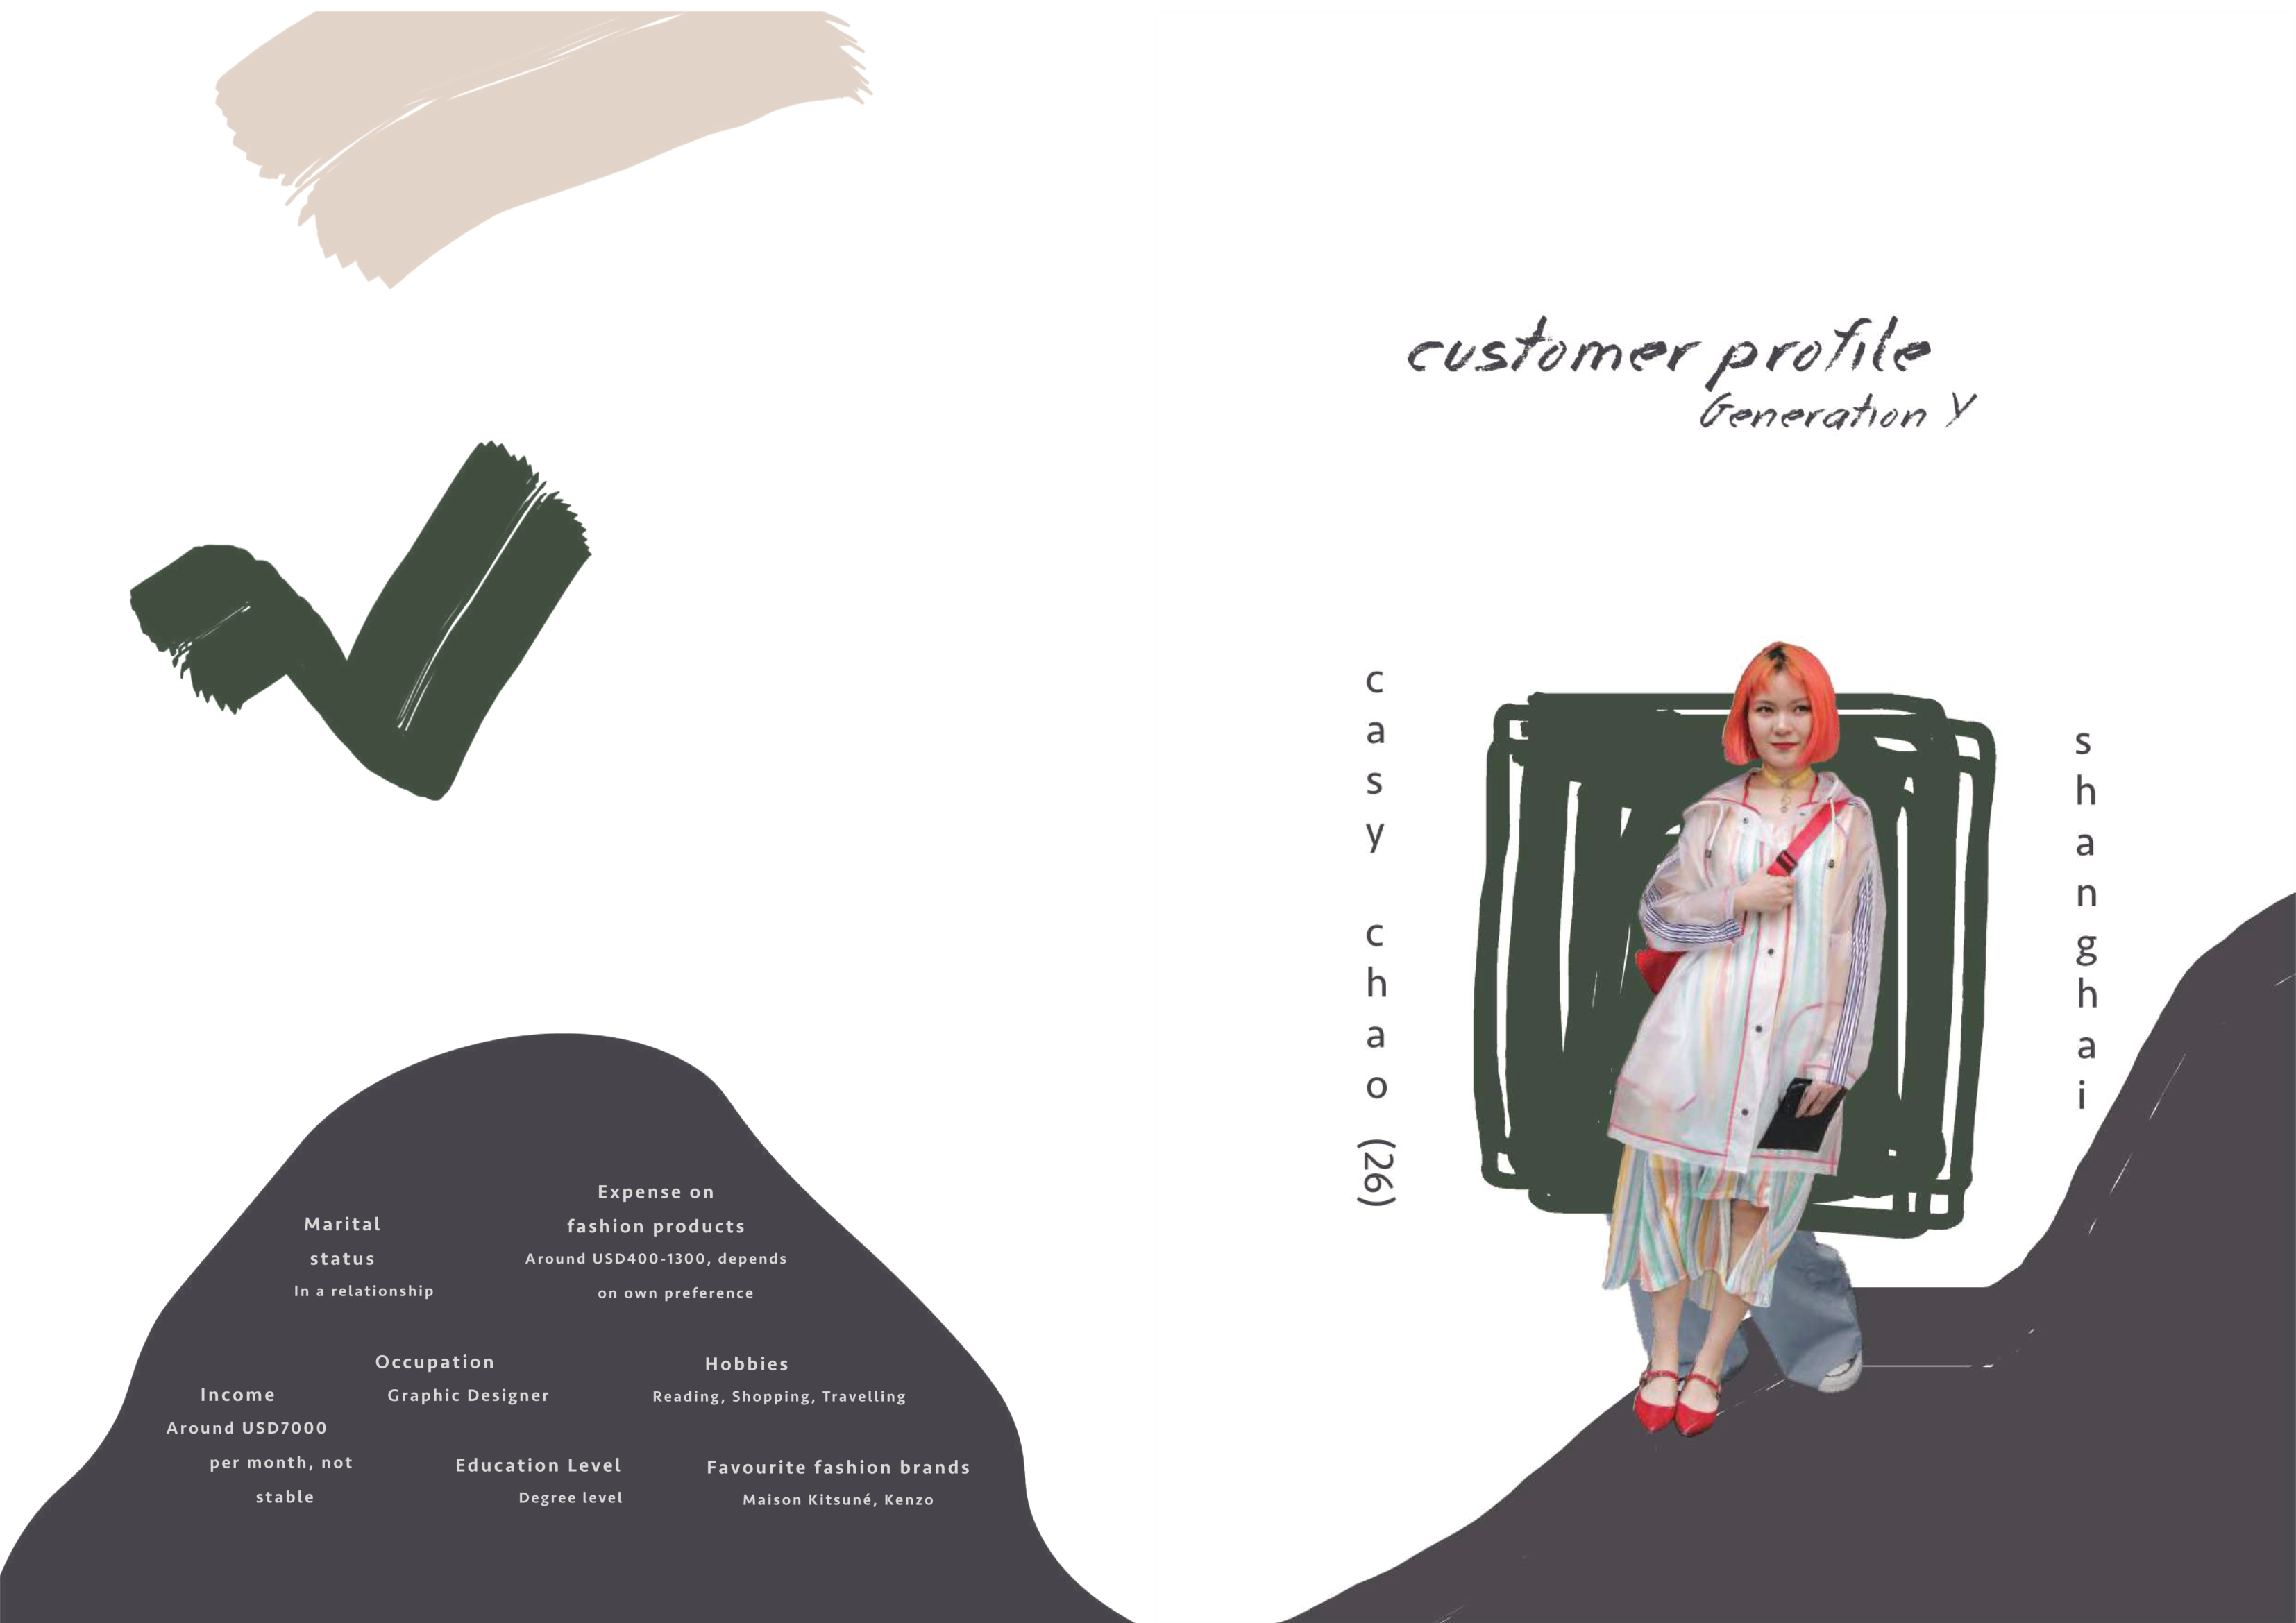 customer profile
Generation Y
casy chao (26)
shanghai
Marital
status
In a relationship
Expense on
fashion products
Around USD400-1300, depends
on own preference
Occupation
Graphic Designer
Hobbies
Reading, Shopping, Travelling
Income
Around USD7000
per month, not
stable
Education Level
Degree level
Favourite fashion brands
Maison Kitsuné, Kenzo